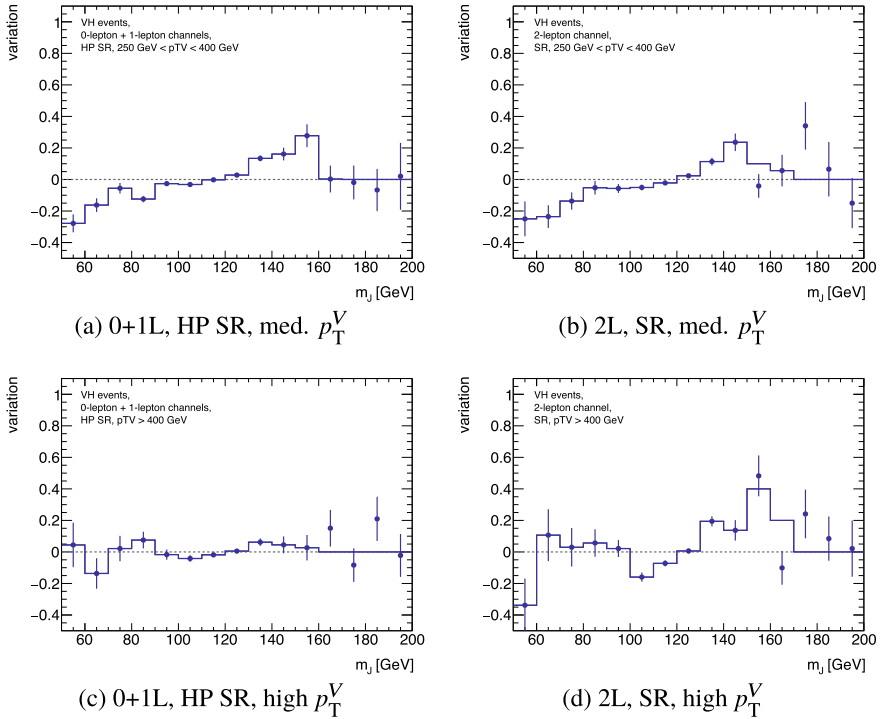 variation
1
0.8
0.6
0.4
0.2
0
−0.2
−0.4
VH events,
0-lepton + 1-lepton channels,
HP SR, 250 GeV < pTV < 400 GeV
60 80 100 120 140 160 180 200
m_J [GeV]
(a) 0+1L, HP SR, med. p_T^V
variation
1
0.8
0.6
0.4
0.2
0
−0.2
−0.4
VH events,
2-lepton channel,
SR, 250 GeV < pTV < 400 GeV
60 80 100 120 140 160 180 200
m_J [GeV]
(b) 2L, SR, med. p_T^V
variation
1
0.8
0.6
0.4
0.2
0
−0.2
−0.4
VH events,
0-lepton + 1-lepton channels,
HP SR, pTV > 400 GeV
60 80 100 120 140 160 180 200
m_J [GeV]
(c) 0+1L, HP SR, high p_T^V
variation
1
0.8
0.6
0.4
0.2
0
−0.2
−0.4
VH events,
2-lepton channel,
SR, pTV > 400 GeV
60 80 100 120 140 160 180 200
m_J [GeV]
(d) 2L, SR, high p_T^V